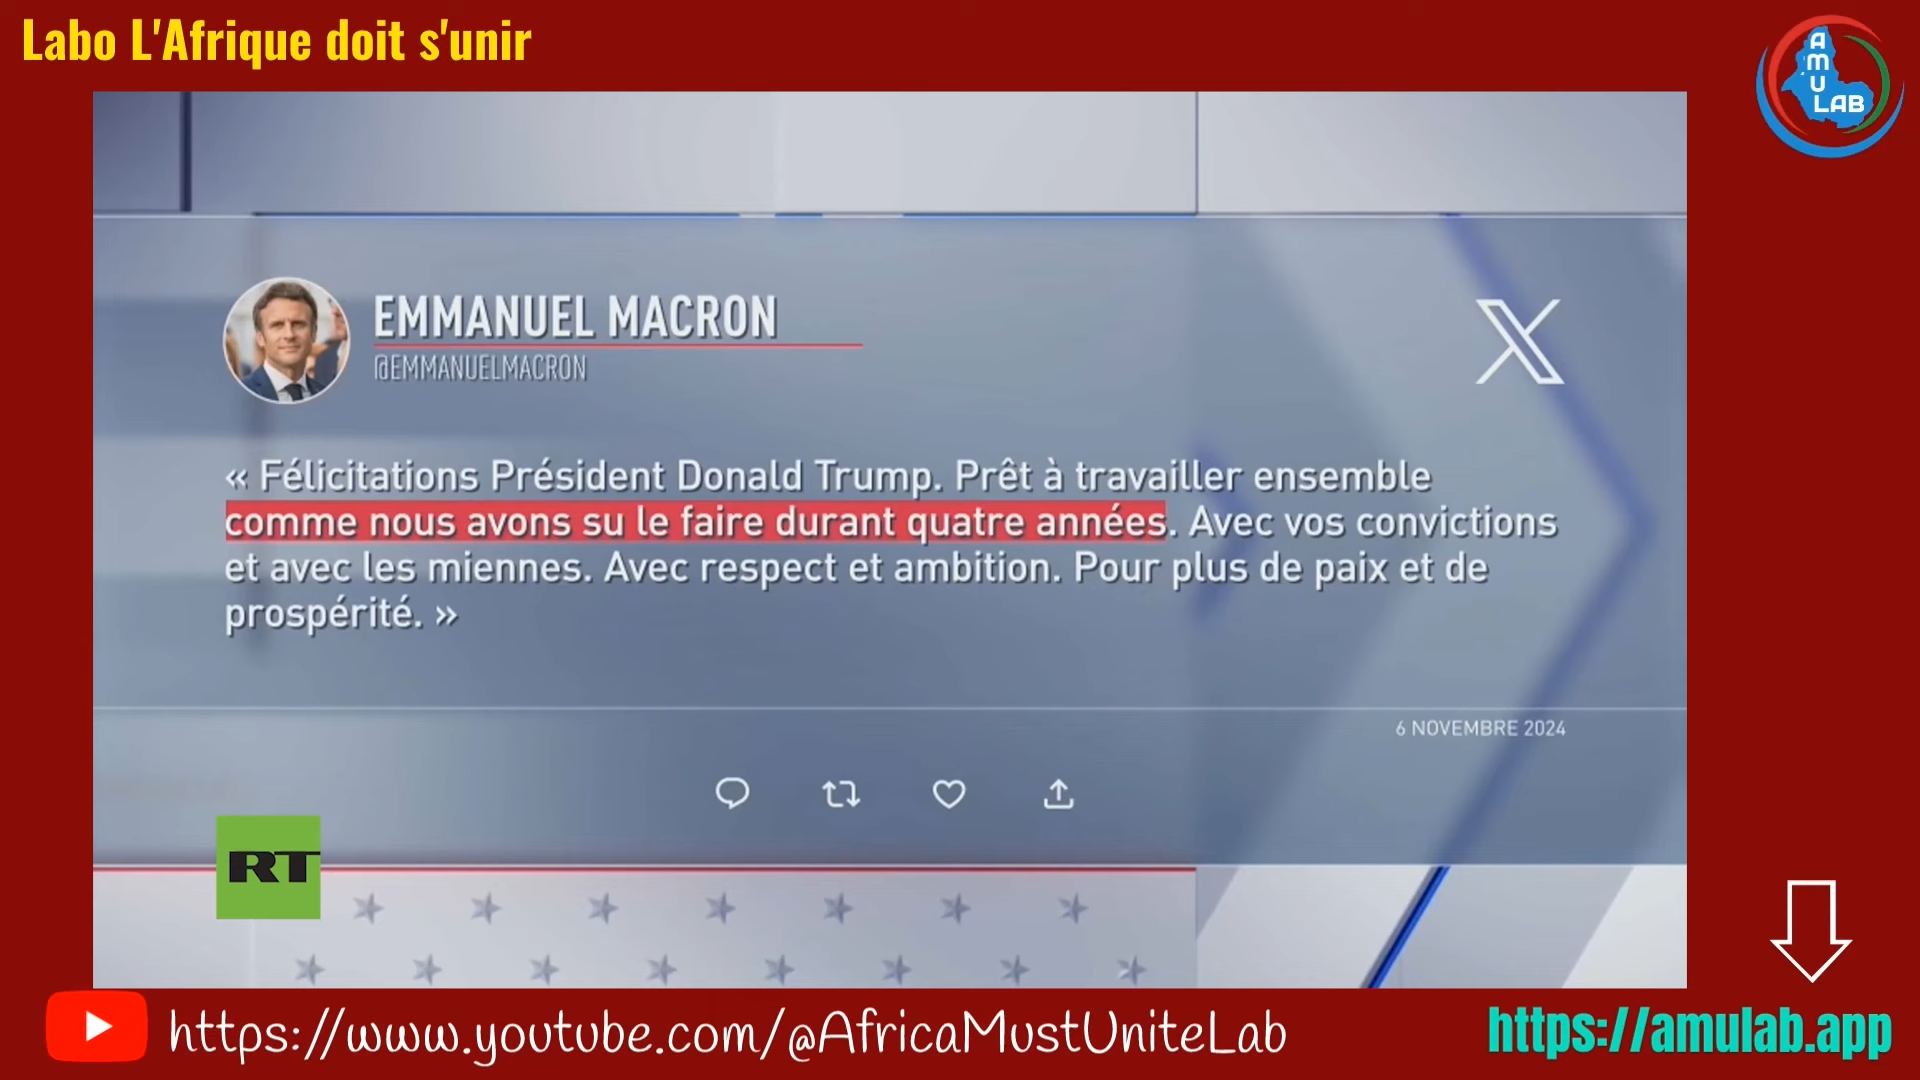 Labo L'Afrique doit s'unir
A
M
U
LAB
EMMANUEL MACRON
@EMMANUELMACRON
« Félicitations Président Donald Trump. Prêt à travailler ensemble
comme nous avons su le faire durant quatre années. Avec vos convictions
et avec les miennes. Avec respect et ambition. Pour plus de paix et de
prospérité. »
6 NOVEMBRE 2024
RT
https://www.youtube.com/@AfricaMustUniteLab
https://amulab.app